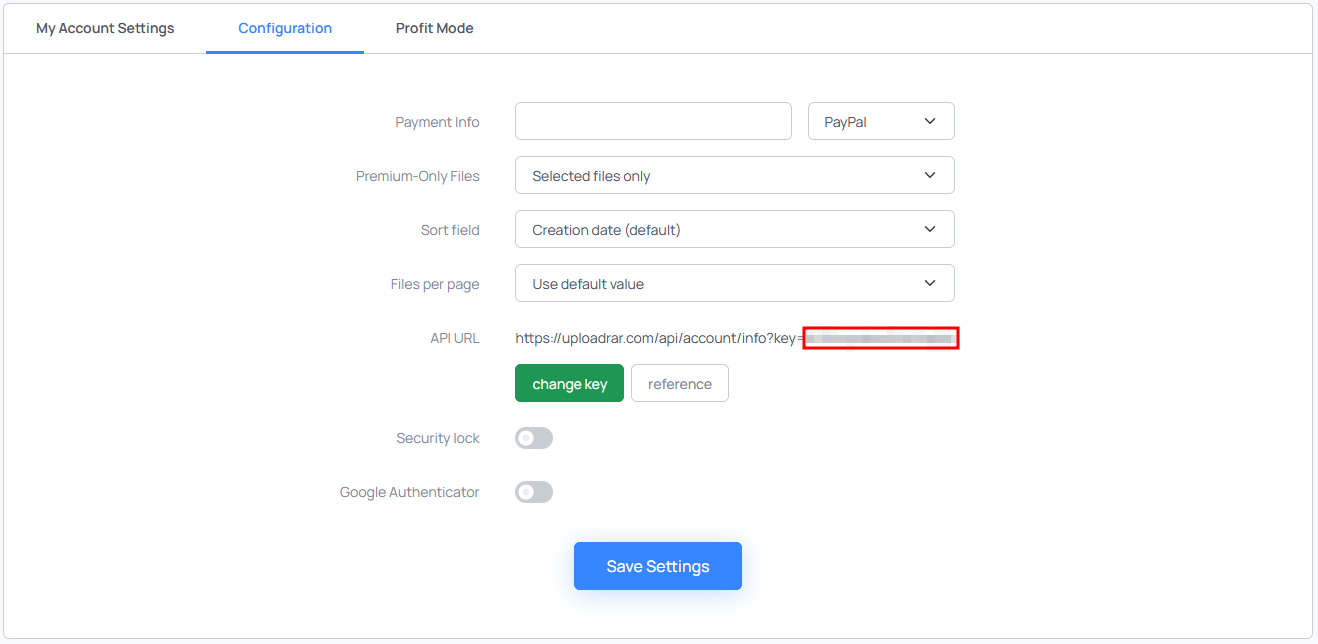 My Account Settings Configuration Profit Mode
Payment Info PayPal
Premium-Only Files Selected files only
Sort field Creation date (default)
Files per page Use default value
API URL https://uploadrar.com/api/account/info?key=
change key reference
Security lock
Google Authenticator
Save Settings